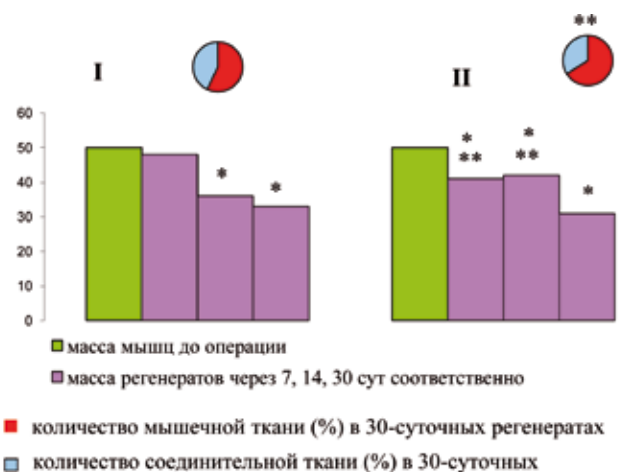 **
I
II
60
50
40
30
20
10
0
*
*
*
**
*
**
*
масса мышц до операции
масса регенератов через 7, 14, 30 сут соответственно
количество мышечной ткани (%) в 30-суточных регенератах
количество соединительной ткани (%) в 30-суточных